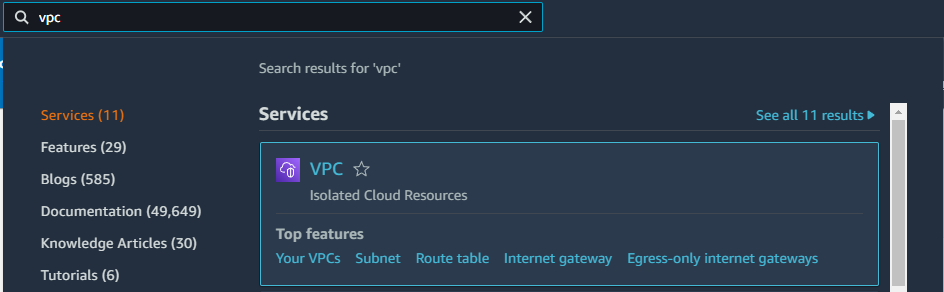 vpc
Search results for 'vpc'
Services (11)
Features (29)
Blogs (585)
Documentation (49,649)
Knowledge Articles (30)
Tutorials (6)
Services
See all 11 results
VPC
Isolated Cloud Resources
Top features
Your VPCs Subnet Route table Internet gateway Egress-only internet gateways